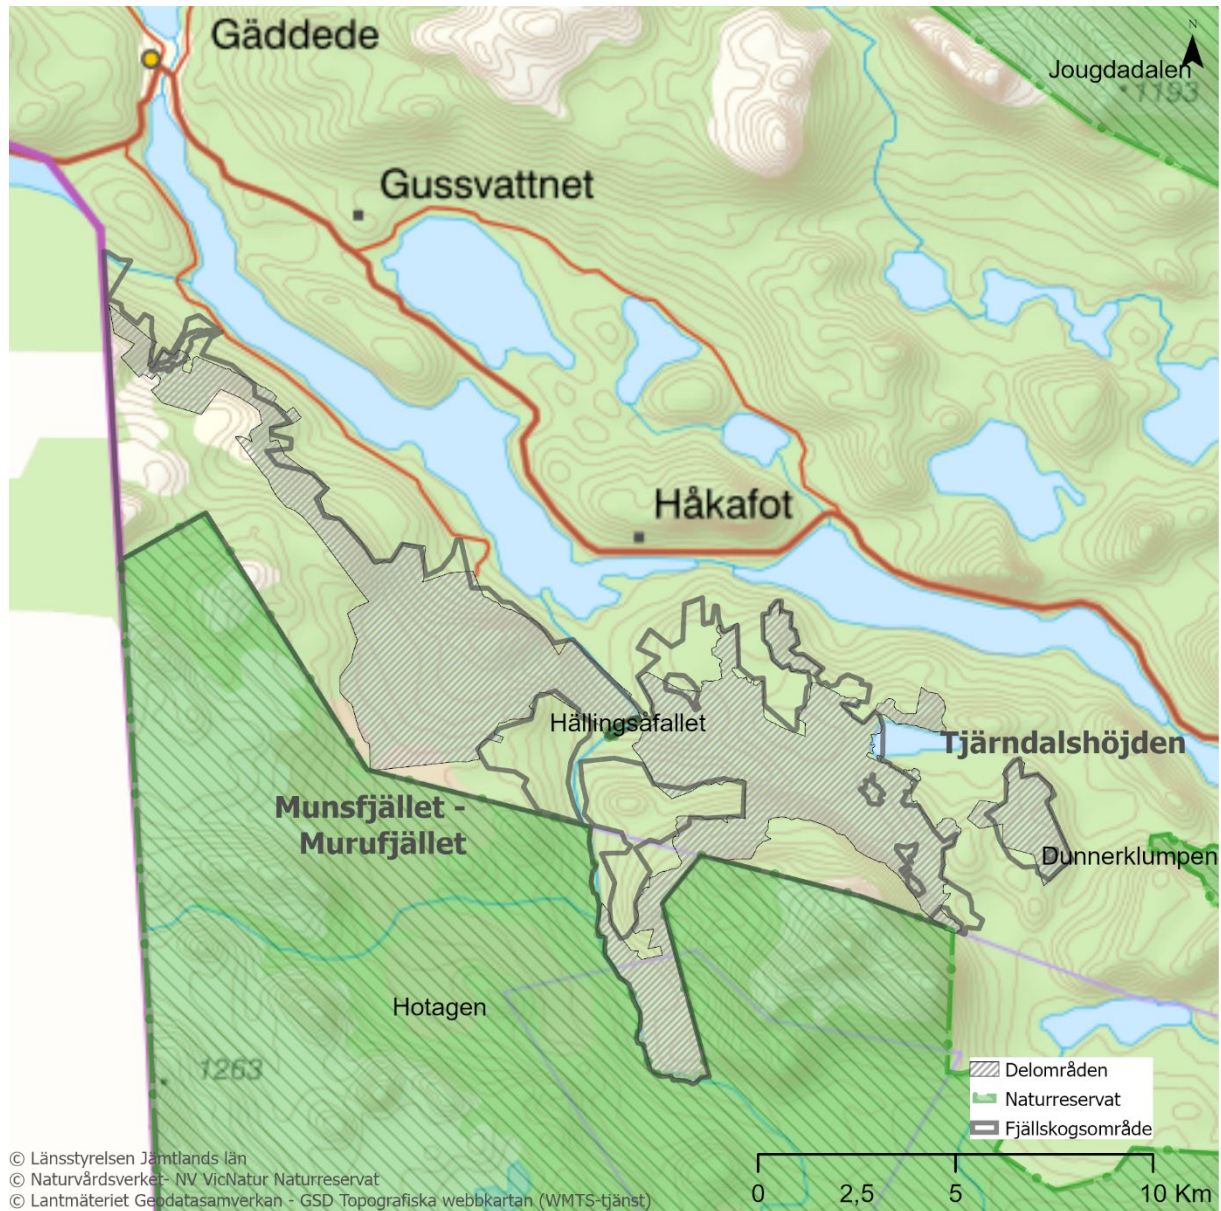 N
Gäddede
Jougdadalen
1193
Gussvattnet
Håkafot
Hällingsåfallet
Tjärndalshöjden
Munsfjället -
Murufjället
Dunnerklumpen
Hotagen
1263
Delområden
Naturreservat
Fjällskogsområde
© Länsstyrelsen Jämtlands län
© Naturvårdsverket- NV VicNatur Naturreservat
© Lantmäteriet Geodatasamverkan - GSD Topografiska webbkartan (WMTS-tjänst)
0 2,5 5 10 Km